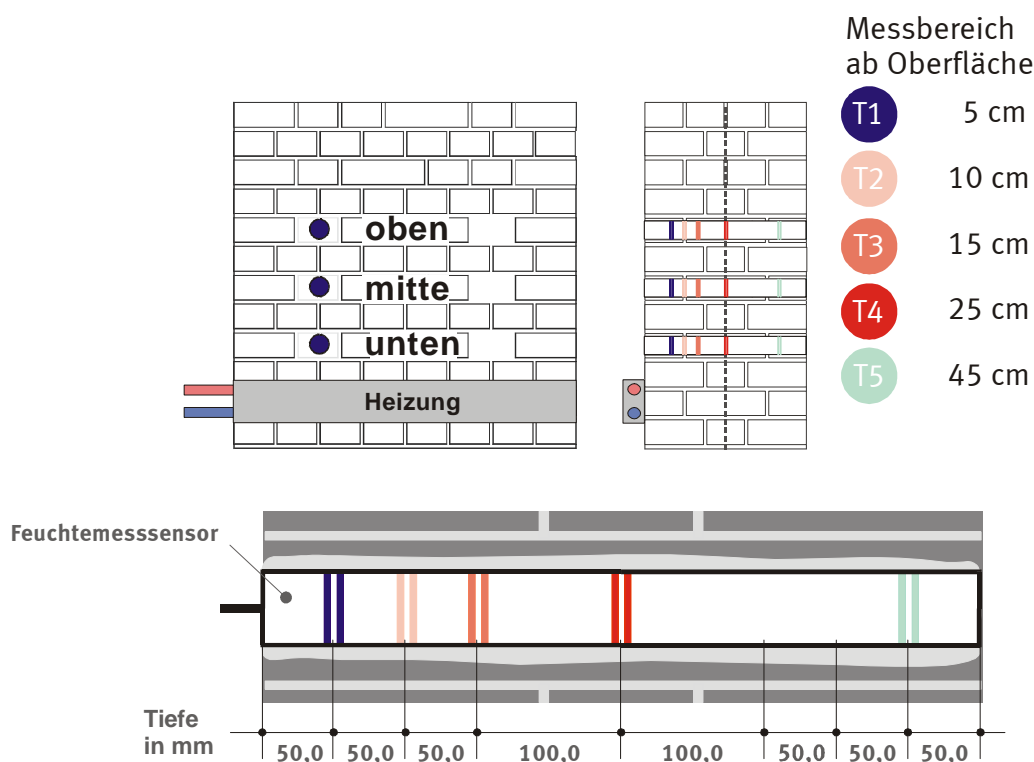 Messbereich
ab Oberfläche
T1 5 cm
T2 10 cm
T3 15 cm
T4 25 cm
T5 45 cm
oben
mitte
unten
Heizung
Feuchtemesssensor
Tiefe
in mm
50,0 50,0 50,0 100,0 100,0 50,0 50,0 50,0